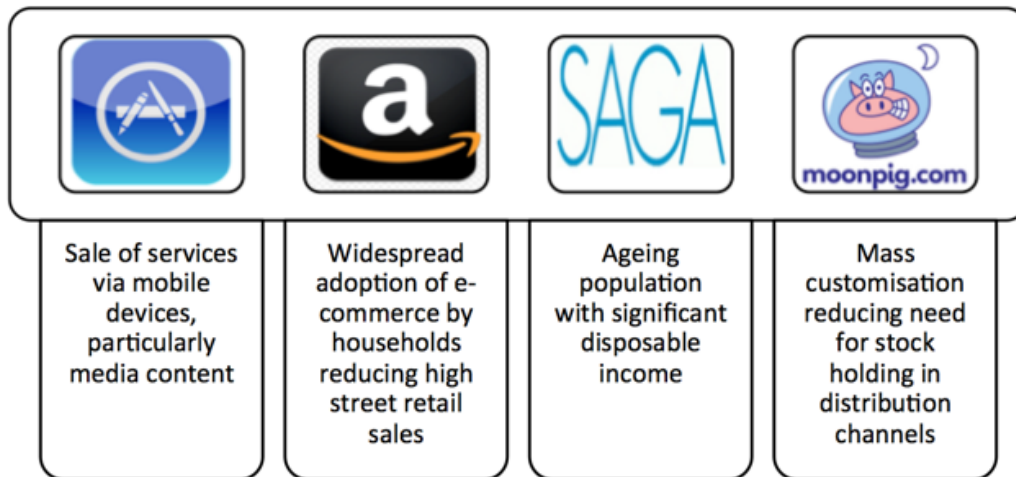 a
SAGA
moonpig.com
Sale of services
via mobile
devices,
particularly
media content
Widespread
adoption of e-
commerce by
households
reducing high
street retail
sales
Ageing
population
with significant
disposable
income
Mass
customisation
reducing need
for stock
holding in
distribution
channels